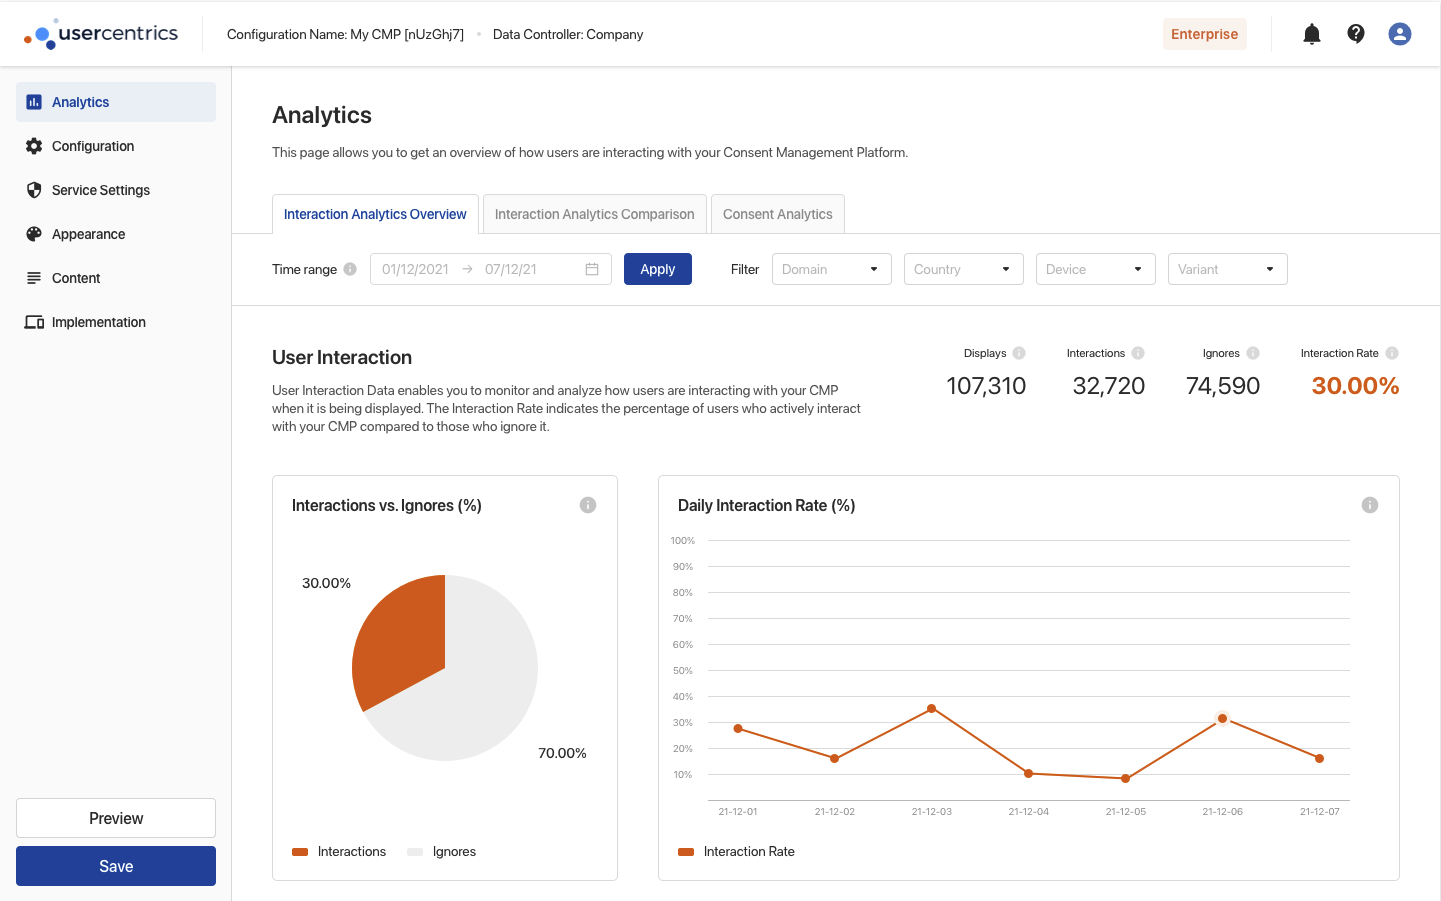 usercentrics
Configuration Name: My CMP [nUzGhj7]
Data Controller: Company
Enterprise
Analytics
Configuration
Service Settings
Appearance
Content
Implementation
Preview
Save
Analytics
This page allows you to get an overview of how users are interacting with your Consent Management Platform.
Interaction Analytics Overview
Interaction Analytics Comparison
Consent Analytics
Time range
01/12/2021
07/12/21
Apply
Filter
Domain
Country
Device
Variant
User Interaction
User Interaction Data enables you to monitor and analyze how users are interacting with your CMP
when it is being displayed. The Interaction Rate indicates the percentage of users who actively interact
with your CMP compared to those who ignore it.
Displays
107,310
Interactions
32,720
Ignores
74,590
Interaction Rate
30.00%
Interactions vs. Ignores (%)
30.00%
70.00%
Interactions
Ignores
Daily Interaction Rate (%)
100%
90%
80%
70%
60%
50%
40%
30%
20%
10%
21-12-01
21-12-02
21-12-03
21-12-04
21-12-05
21-12-06
21-12-07
Interaction Rate